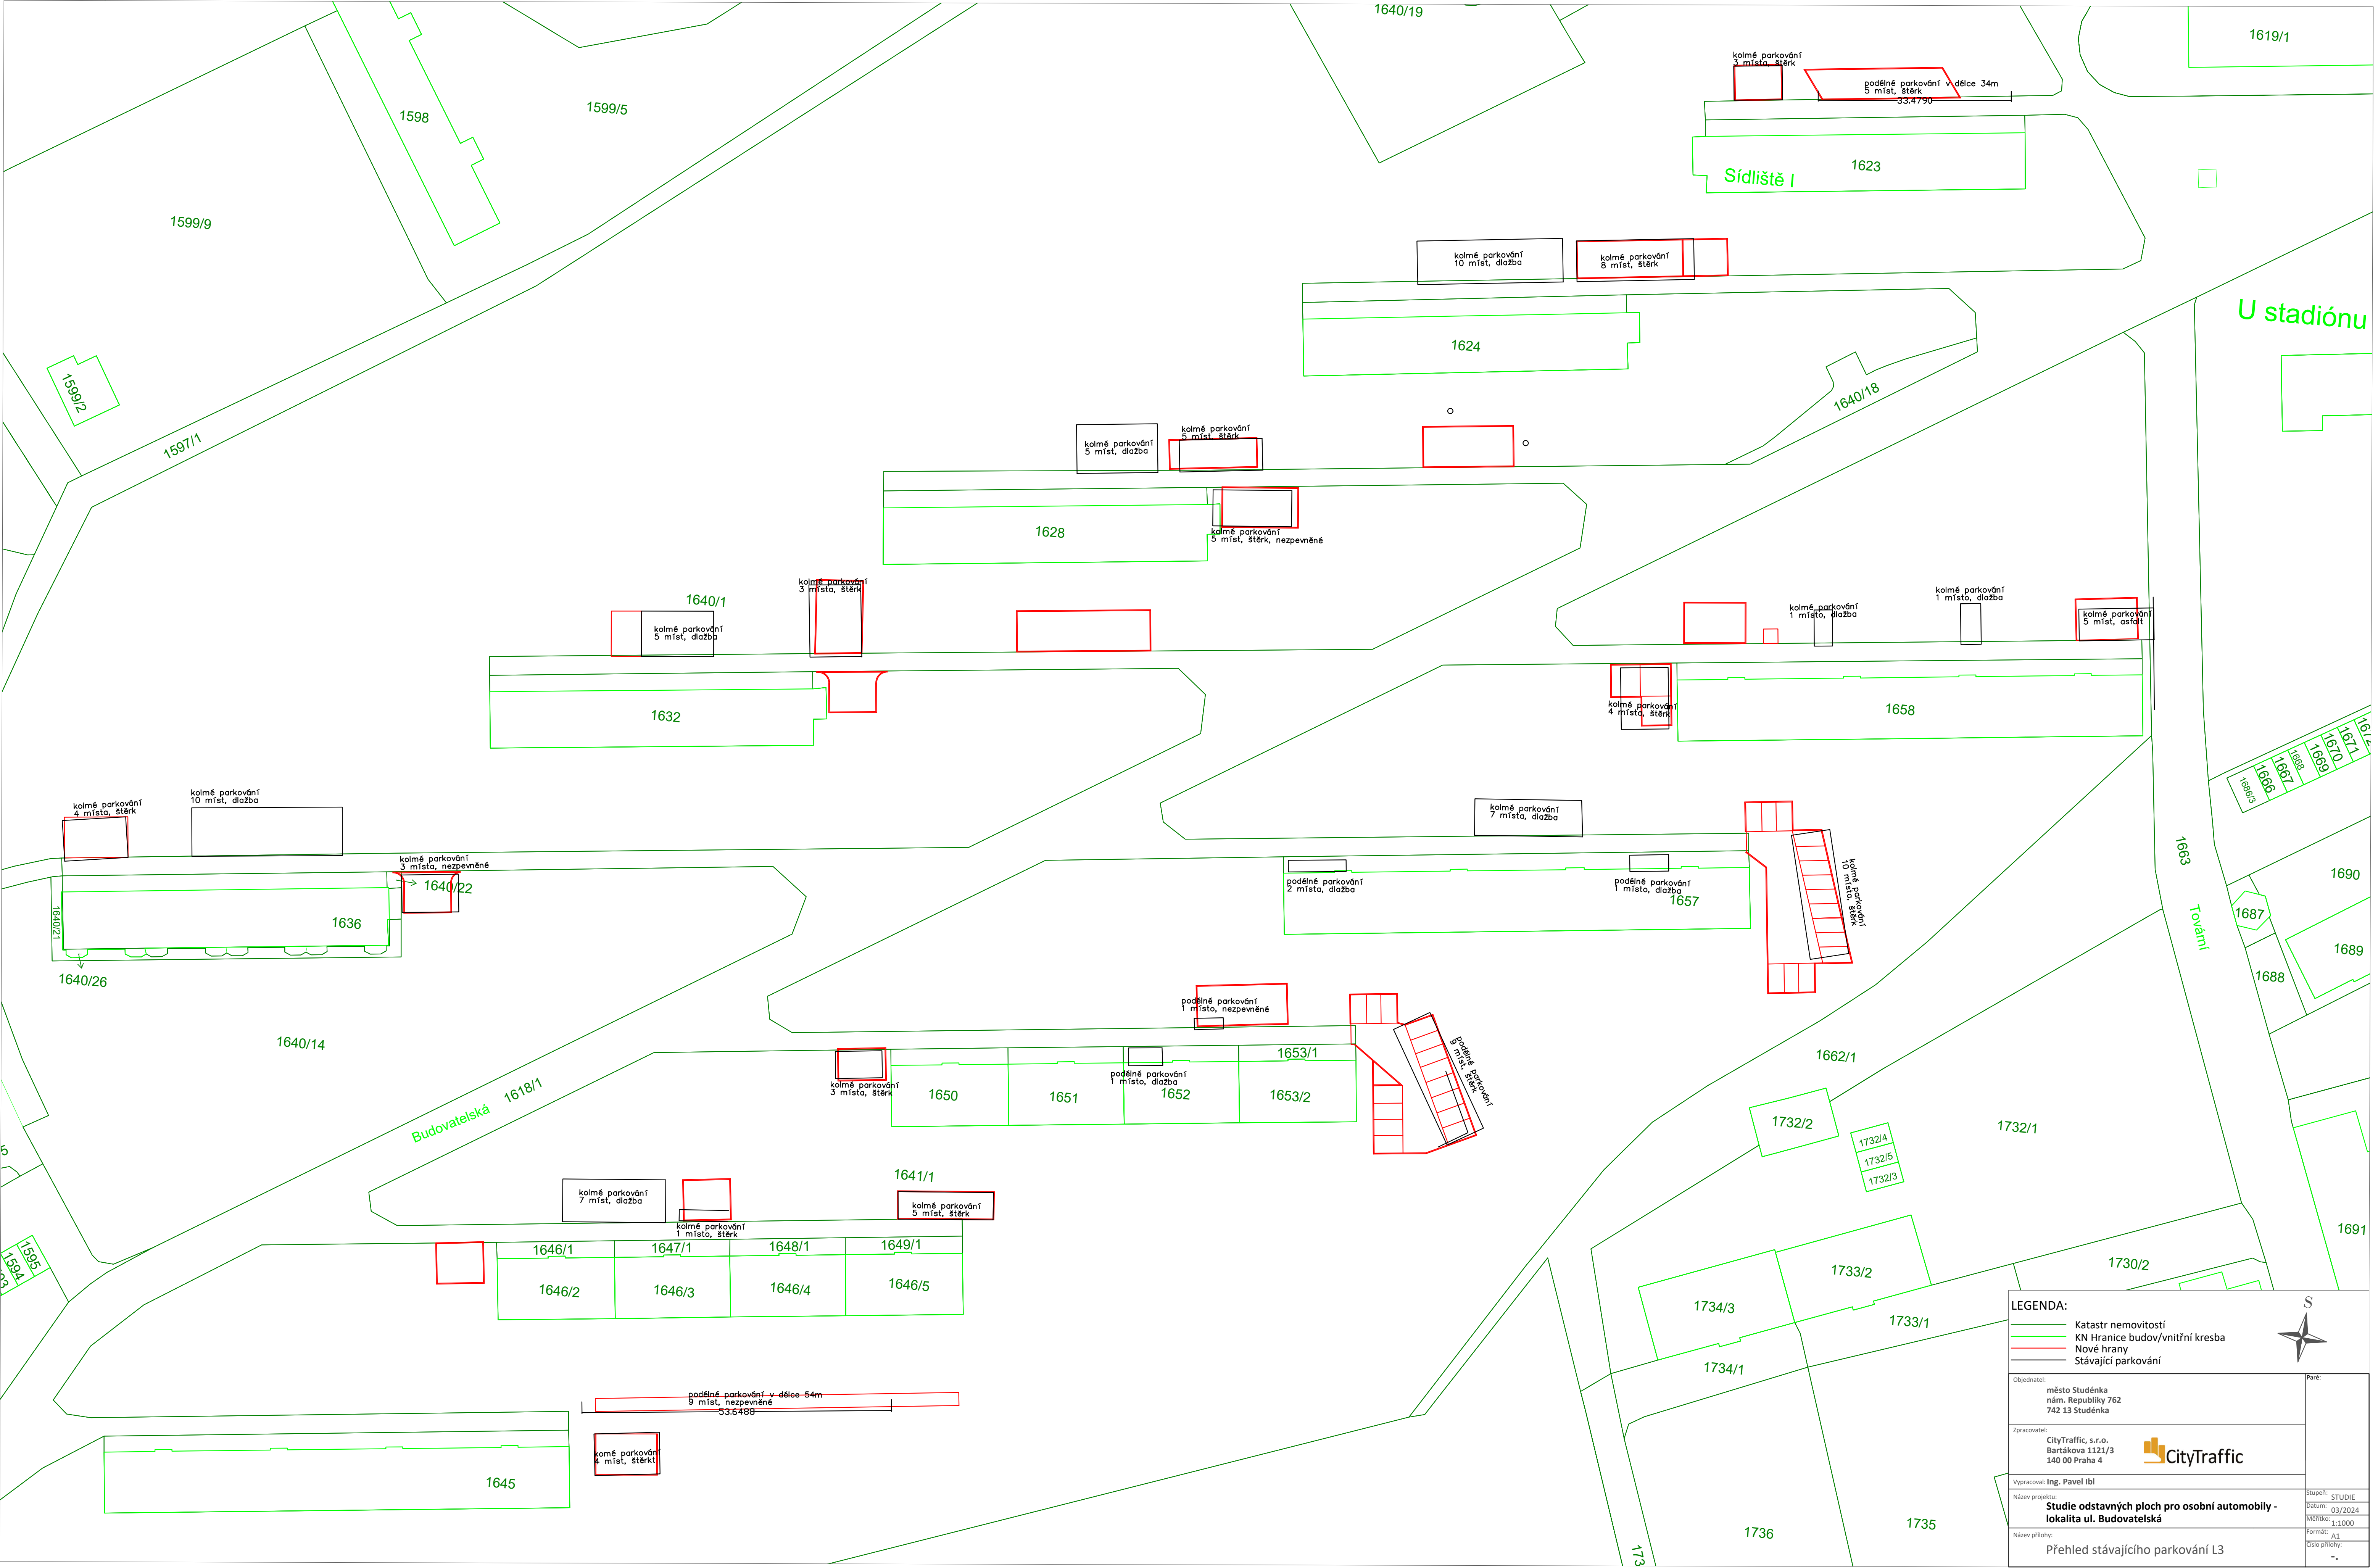 1640/19
1619/1
kolmé parkování
3 místa, štěrk
podélné parkování v délce 34m
5 míst, štěrk
33.4790
1598
1599/5
1623
Sídliště I
1599/9
kolmé parkování
10 míst, dlažba
kolmé parkování
8 míst, štěrk
U stadiónu
1624
1599/2
1640/18
1597/1
kolmé parkování
5 míst, dlažba
kolmé parkování
5 míst, štěrk
1628
kolmé parkování
5 míst, štěrk, nezpevněné
kolmé parkování
3 místa, štěrk
1640/1
kolmé parkování
5 míst, dlažba
kolmé parkování
1 místo, dlažba
kolmé parkování
1 místo, dlažba
kolmé parkování
5 míst, asfalt
1632
kolmé parkování
4 místa, štěrk
1658
1686/3
1666
1667
1668
1669
1670
1671
1672
kolmé parkování
4 místa, štěrk
kolmé parkování
10 míst, dlažba
kolmé parkování
7 místa, dlažba
kolmé parkování
3 místa, nezpevněné
1640/22
1663
1690
podélné parkování
2 místa, dlažba
podélné parkování
1 místo, dlažba
1657
kolmé parkování
10 místa, štěrk
1640/21
1636
1687
Tovární
1689
1688
1640/26
podélné parkování
1 místo, nezpevněné
1640/14
1653/1
podélné parkování
9 míst, štěrk
1662/1
kolmé parkování
3 místa, štěrk
podélné parkování
1 místo, dlažba
1650
1651
1652
1653/2
Budovatelská
1618/1
1732/2
1732/4
1732/5
1732/3
1732/1
1641/1
kolmé parkování
7 míst, dlažba
kolmé parkování
1 místo, štěrk
kolmé parkování
5 míst, štěrk
1691
1595
1594
1646/1
1647/1
1648/1
1649/1
1646/2
1646/3
1646/4
1646/5
1733/2
1730/2
1734/3
1733/1
1734/1
podélné parkování v délce 54m
9 míst, nezpevněné
53.6488
komé parkování
4 míst, štěrkt
1645
1736
1735
173
LEGENDA:
S
Katastr nemovitostí
KN Hranice budov/vnitřní kresba
Nové hrany
Stávající parkování
Objednatel:
město Studénka
nám. Republiky 762
742 13 Studénka
Paré:
Zpracovatel:
CityTraffic, s.r.o.
Bartákova 1121/3
140 00 Praha 4
CityTraffic
Vypracoval: Ing. Pavel Ibl
Název projektu:
Studie odstavných ploch pro osobní automobily -
lokalita ul. Budovatelská
Stupeň: STUDIE
Datum: 03/2024
Měřítko: 1:1000
Formát: A1
Název přílohy:
Přehled stávajícího parkování L3
Číslo přílohy:
-.